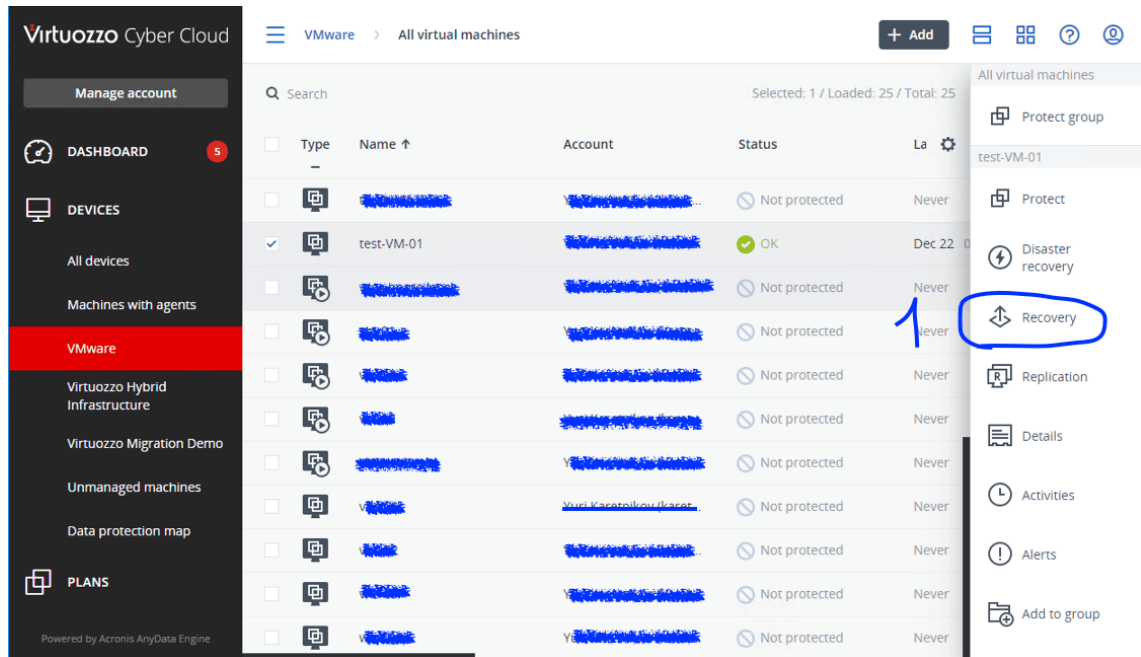 Virtuozzo Cyber Cloud
VMware > All virtual machines
+ Add
Manage account
DASHBOARD 5
DEVICES
All devices
Machines with agents
VMware
Virtuozzo Hybrid
Infrastructure
Virtuozzo Migration Demo
Unmanaged machines
Data protection map
PLANS
Powered by Acronis AnyData Engine
Search
Selected: 1 / Loaded: 25 / Total: 25
Type Name Account Status La
Not protected Never
test-VM-01 OK Dec 22
Not protected Never
Not protected Never
Not protected Never
Not protected Never
Not protected Never
Not protected Never
Not protected Never
Not protected Never
Not protected Never
1
All virtual machines
Protect group
test-VM-01
Protect
Disaster
recovery
Recovery
Replication
Details
Activities
Alerts
Add to group